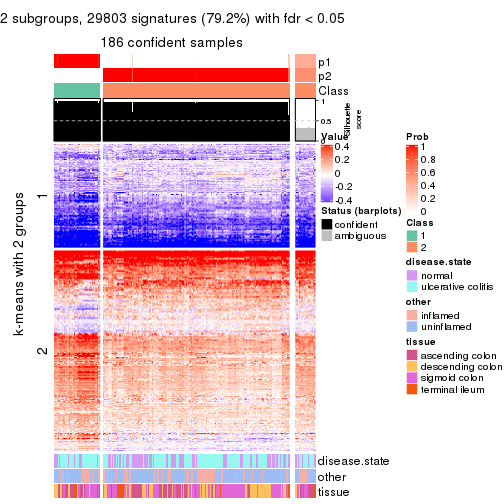 2 subgroups, 29803 signatures (79.2%) with fdr < 0.05
186 confident samples
p1
p2
Class
1
0.5
0
Silhouette
score
k-means with 2 groups
1
2
Value
0.4
0.2
0
-0.2
-0.4
Status (barplots)
confident
ambiguous
Prob
1
0.8
0.6
0.4
0.2
0
Class
1
2
disease.state
normal
ulcerative colitis
other
inflamed
uninflamed
tissue
ascending colon
descending colon
sigmoid colon
terminal ileum
disease.state
other
tissue